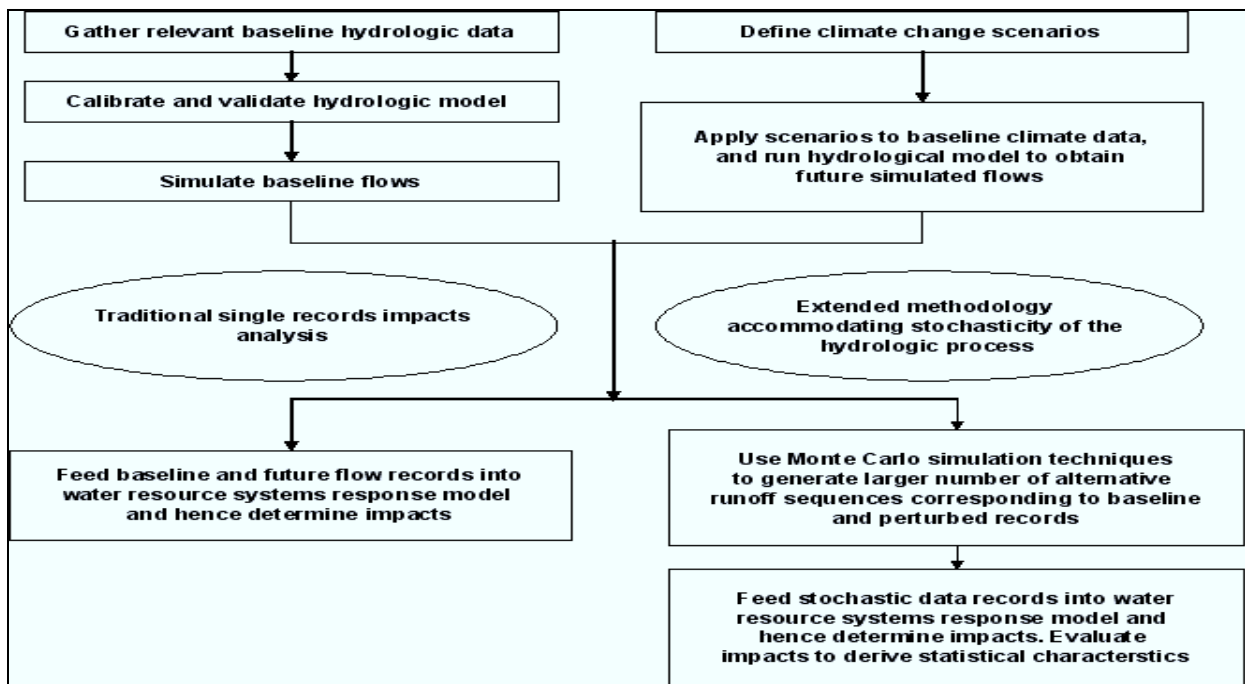 Gather relevant baseline hydrologic data
Define climate change scenarios
Calibrate and validate hydrologic model
Apply scenarios to baseline climate data,
and run hydrological model to obtain
future simulated flows
Simulate baseline flows
Traditional single records impacts
analysis
Extended methodology
accommodating stochasticity of the
hydrologic process
Feed baseline and future flow records into
water resource systems response model
and hence determine impacts
Use Monte Carlo simulation techniques
to generate larger number of alternative
runoff sequences corresponding to baseline
and perturbed records
Feed stochastic data records into water
resource systems response model and
hence determine impacts. Evaluate
impacts to derive statistical characterstics